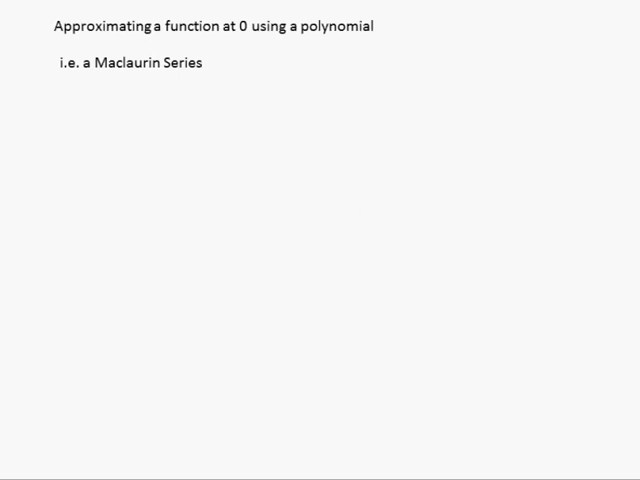 Approximating a function at 0 using a polynomial
i.e. a Maclaurin Series